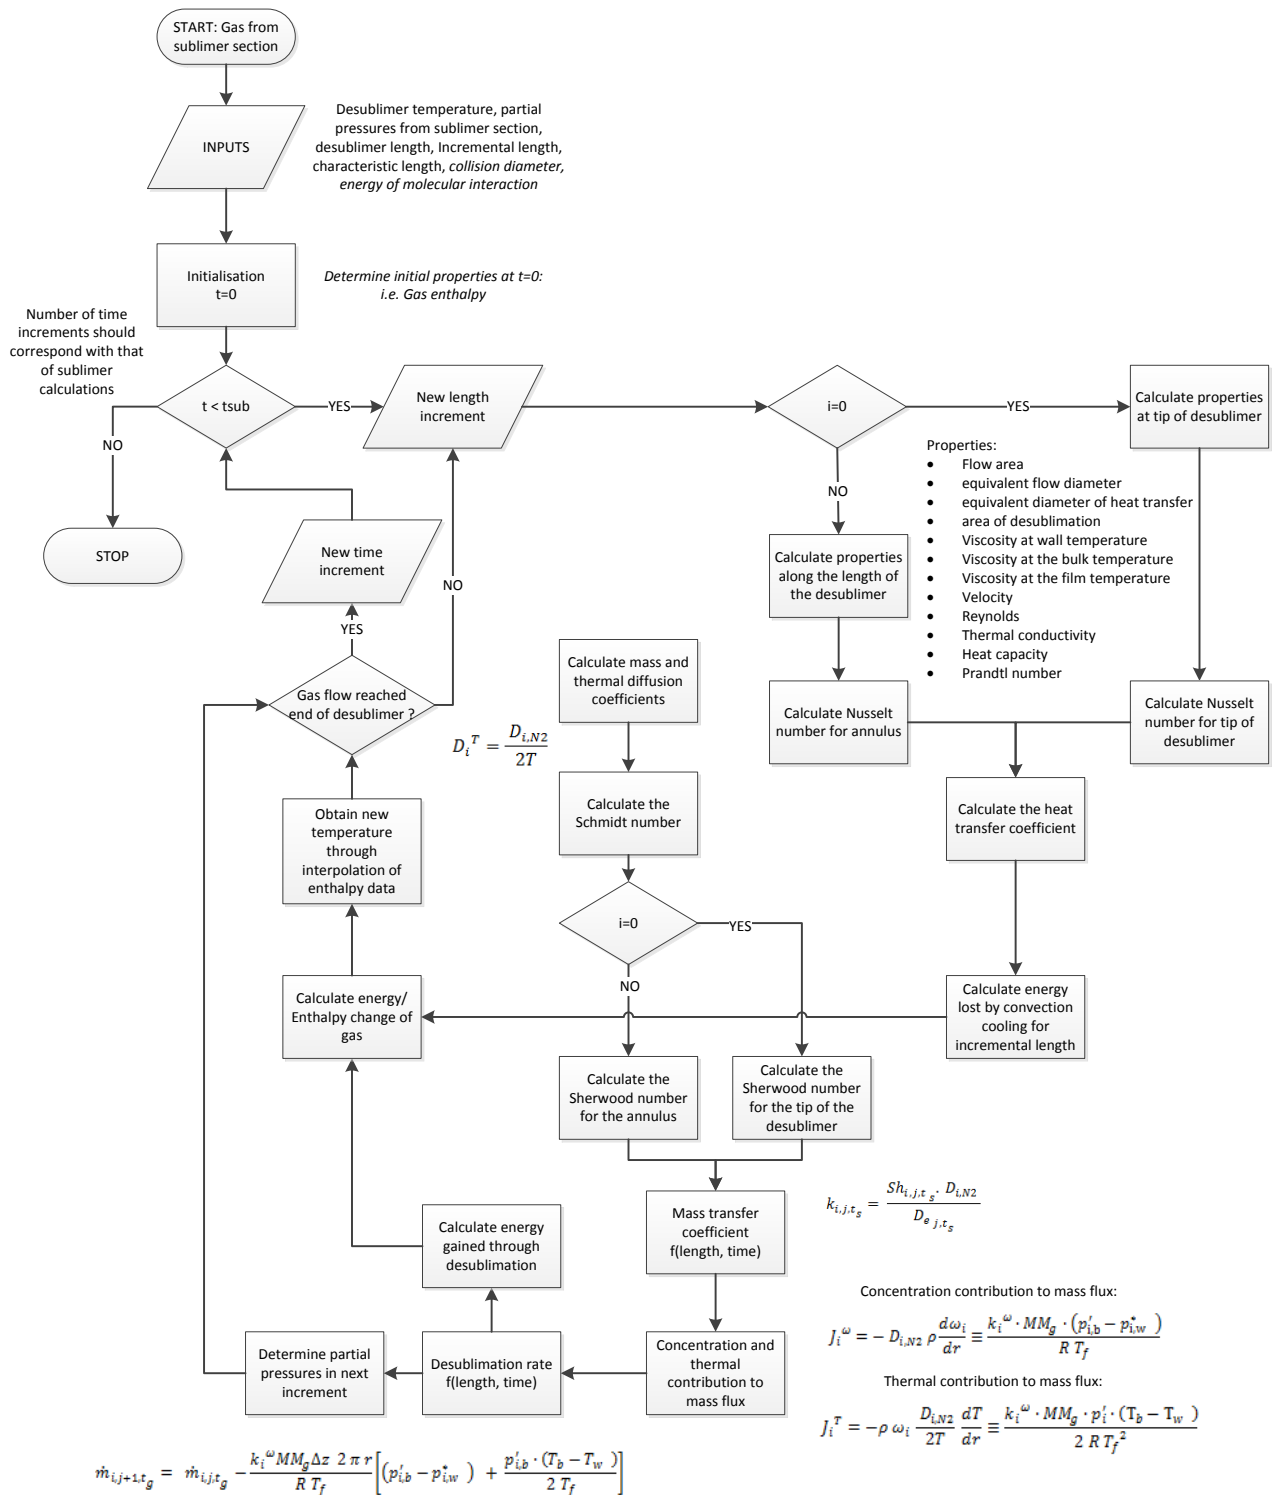 START: Gas from
sublimer section
INPUTS
Desublimer temperature, partial
pressures from sublimer section,
desublimer length, Incremental length,
characteristic length, collision diameter,
energy of molecular interaction
Initialisation
t=0
Determine initial properties at t=0:
i.e. Gas enthalpy
Number of time
increments should
correspond with that
of sublimer
calculations
t < tsub
YES
NO
STOP
New length
increment
i=0
YES
NO
Calculate properties
at tip of desublimer
Properties:
• Flow area
• equivalent flow diameter
• equivalent diameter of heat transfer
• area of desublimation
• Viscosity at wall temperature
• Viscosity at the bulk temperature
• Viscosity at the film temperature
• Velocity
• Reynolds
• Thermal conductivity
• Heat capacity
• Prandtl number
Calculate properties
along the length of
the desublimer
New time
increment
YES
NO
Gas flow reached
end of desublimer ?
Calculate mass and
thermal diffusion
coefficients
Calculate Nusselt
number for annulus
Calculate Nusselt
number for tip of
desublimer
D_i^T = D_{i,N2} / 2T
Calculate the
Schmidt number
Calculate the heat
transfer coefficient
Obtain new
temperature
through
interpolation of
enthalpy data
i=0
YES
NO
Calculate energy/
Enthalpy change of
gas
Calculate energy
lost by convection
cooling for
incremental length
Calculate the
Sherwood number
for the annulus
Calculate the
Sherwood number
for the tip of the
desublimer
k_{i,j,t_s} = Sh_{i,j,t_s} . D_{i,N2} / D_{e j,t_s}
Mass transfer
coefficient
f(length, time)
Calculate energy
gained through
desublimation
Concentration contribution to mass flux:
J_i^ω = − D_{i,N2} ρ dω_i/dr ≡ k_i^ω · MM_g · (p′_{i,b} − p*_{i,w}) / R T_f
Determine partial
pressures in next
increment
Desublimation rate
f(length, time)
Concentration and
thermal
contribution to
mass flux
Thermal contribution to mass flux:
J_i^T = −ρ ω_i D_{i,N2}/2T dT/dr ≡ k_i^ω · MM_g · p′_i · (T_b − T_w) / 2 R T_f^2
ṁ_{i,j+1,t_g} = ṁ_{i,j,t_g} − k_i^ω MM_g Δz 2 π r / R T_f [(p′_{i,b} − p*_{i,w}) + p′_{i,b} · (T_b − T_w) / 2 T_f]